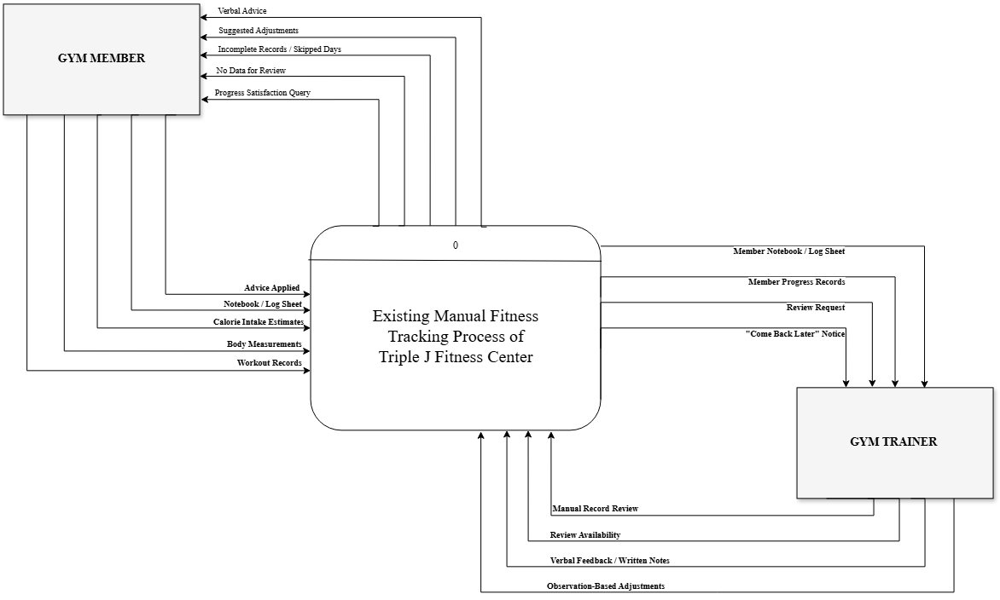 Verbal Advice
Suggested Adjustments
Incomplete Records / Skipped Days
No Data for Review
Progress Satisfaction Query
GYM MEMBER
0
Existing Manual Fitness
Tracking Process of
Triple J Fitness Center
Advice Applied
Notebook / Log Sheet
Calorie Intake Estimates
Body Measurements
Workout Records
Member Notebook / Log Sheet
Member Progress Records
Review Request
"Come Back Later" Notice
GYM TRAINER
Manual Record Review
Review Availability
Verbal Feedback / Written Notes
Observation-Based Adjustments